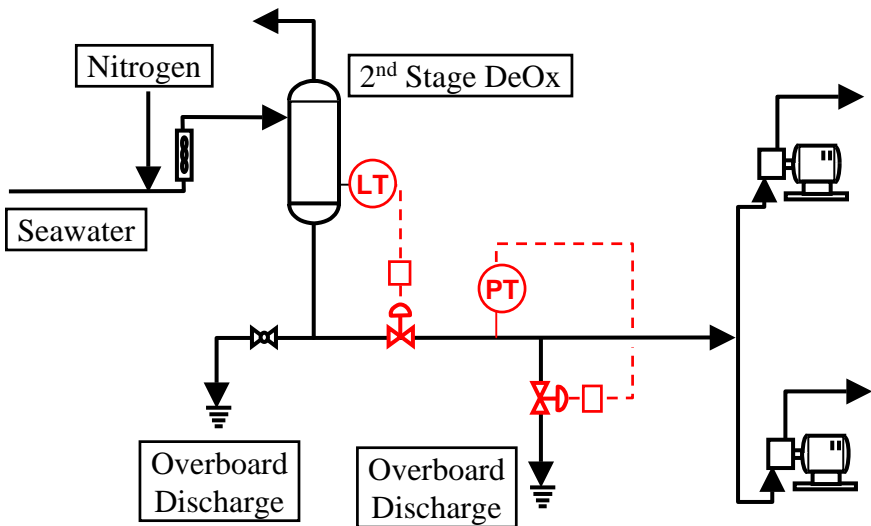 Nitrogen
2nd Stage DeOx
LT
Seawater
PT
Overboard
Discharge
Overboard
Discharge